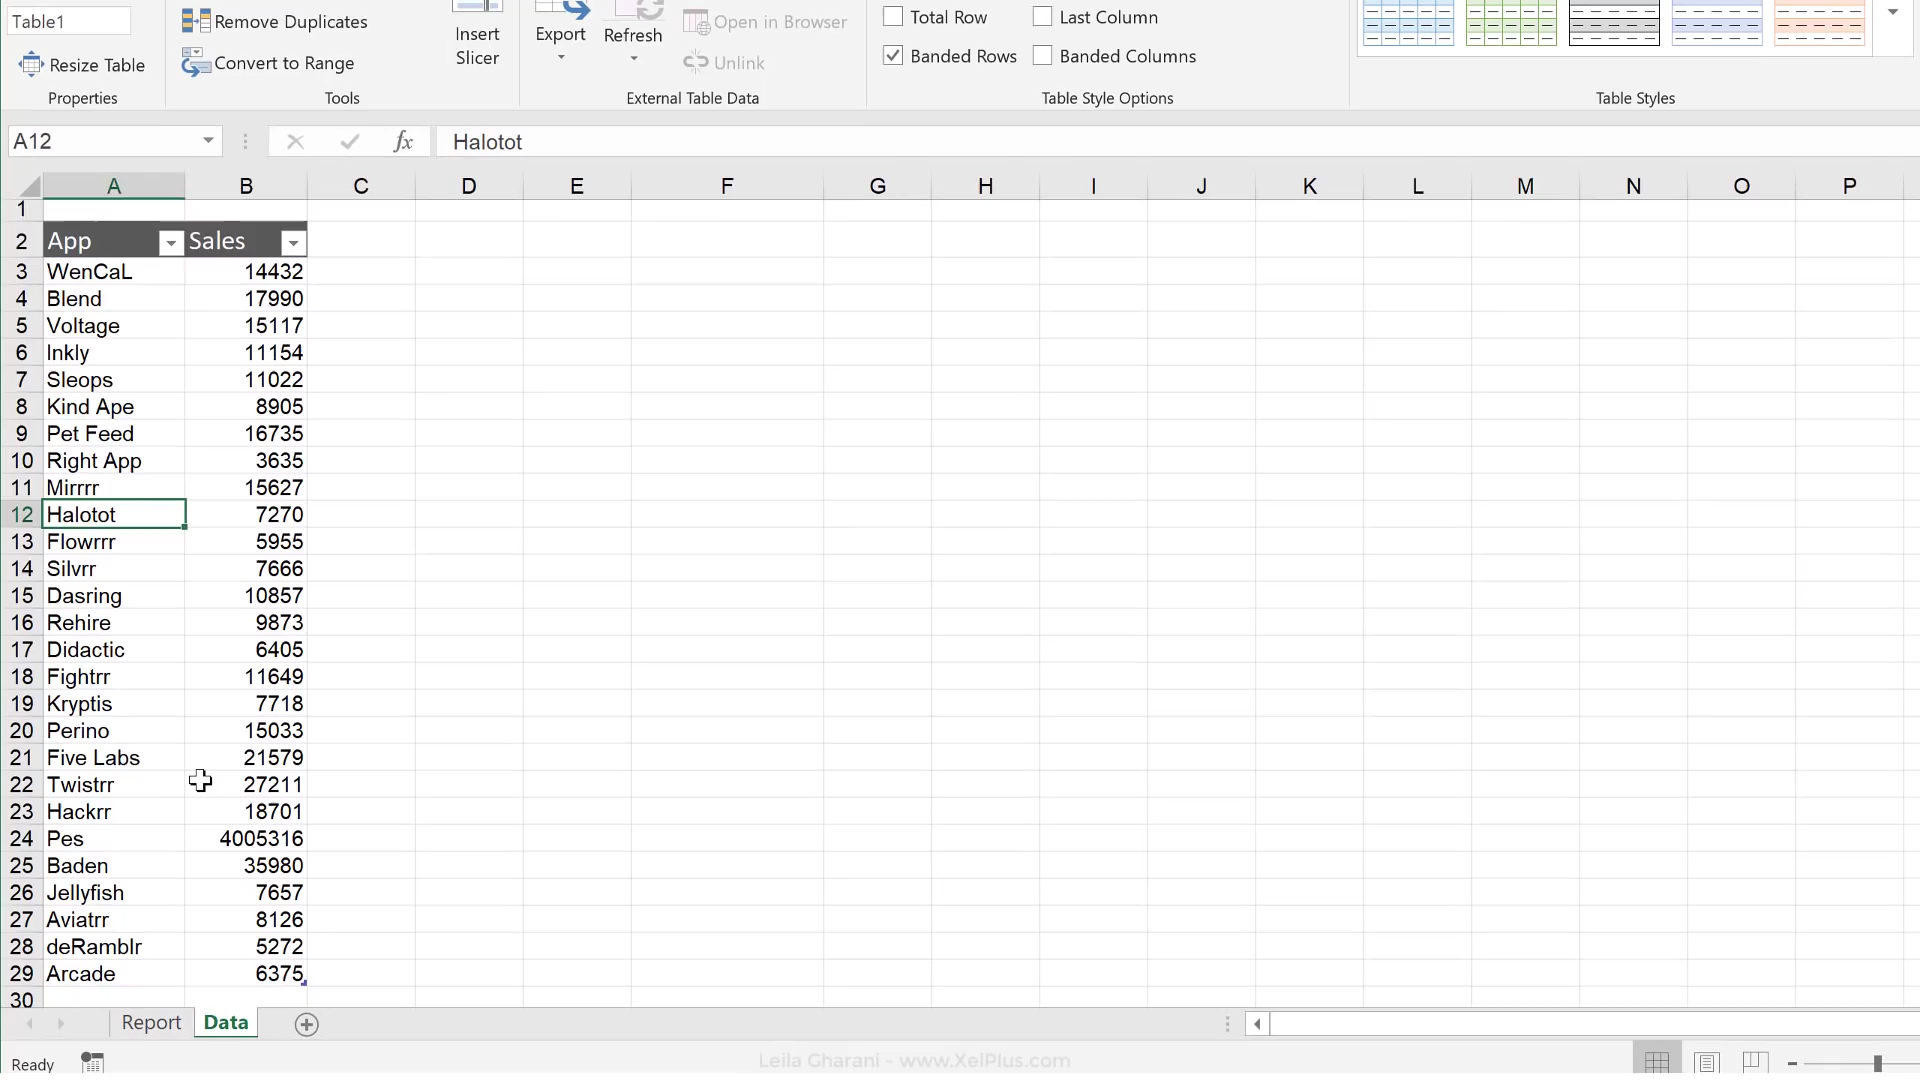 Table1
Resize Table
Properties
Remove Duplicates
Convert to Range
Tools
Insert Slicer
Export
Refresh
Open in Browser
Unlink
External Table Data
Total Row
Last Column
Banded Rows
Banded Columns
Table Style Options
Table Styles
A12
fx
Halotot
A B C D E F G H I J K L M N O P
1
2 App Sales
3 WenCaL 14432
4 Blend 17990
5 Voltage 15117
6 Inkly 11154
7 Sleops 11022
8 Kind Ape 8905
9 Pet Feed 16735
10 Right App 3635
11 Mirrrr 15627
12 Halotot 7270
13 Flowrrr 5955
14 Silvrr 7666
15 Dasring 10857
16 Rehire 9873
17 Didactic 6405
18 Fightrr 11649
19 Kryptis 7718
20 Perino 15033
21 Five Labs 21579
22 Twistrr 27211
23 Hackrr 18701
24 Pes 4005316
25 Baden 35980
26 Jellyfish 7657
27 Aviatrr 8126
28 deRamblr 5272
29 Arcade 6375
30
Report Data
Ready
Leila Gharani - www.XelPlus.com